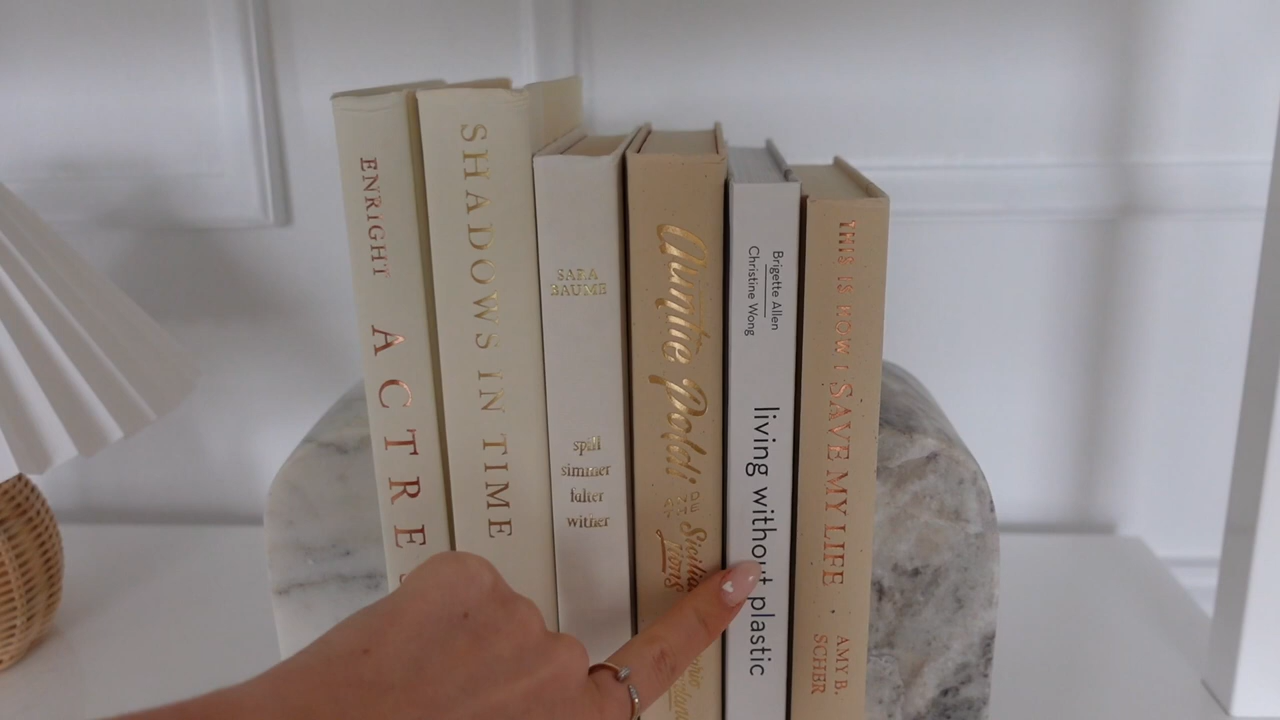 ENRIGHT
ACTRE
SHADOWS IN TIME
SARA
BAUME
spill
simmer
falter
wither
Auntie Poldi
Brigette Allen
Christine Wong
living without plastic
THIS IS HOW I SAVE MY LIFE
AMY B.
SCHER